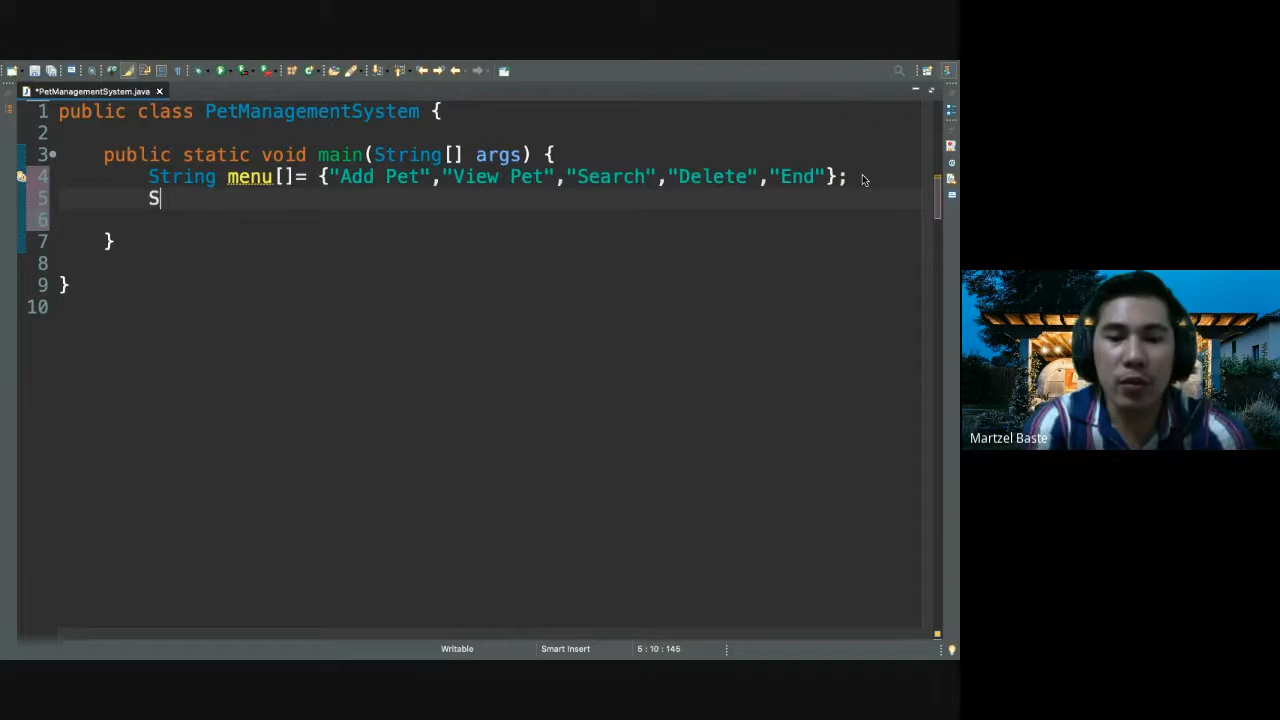 *PetManagementSystem.java
1 public class PetManagementSystem {
2
3 public static void main(String[] args) {
4 String menu[]= {"Add Pet","View Pet","Search","Delete","End"};
5 S
6
7 }
8
9 }
10
Martzel Baste
Writable Smart Insert 5 : 10 : 145